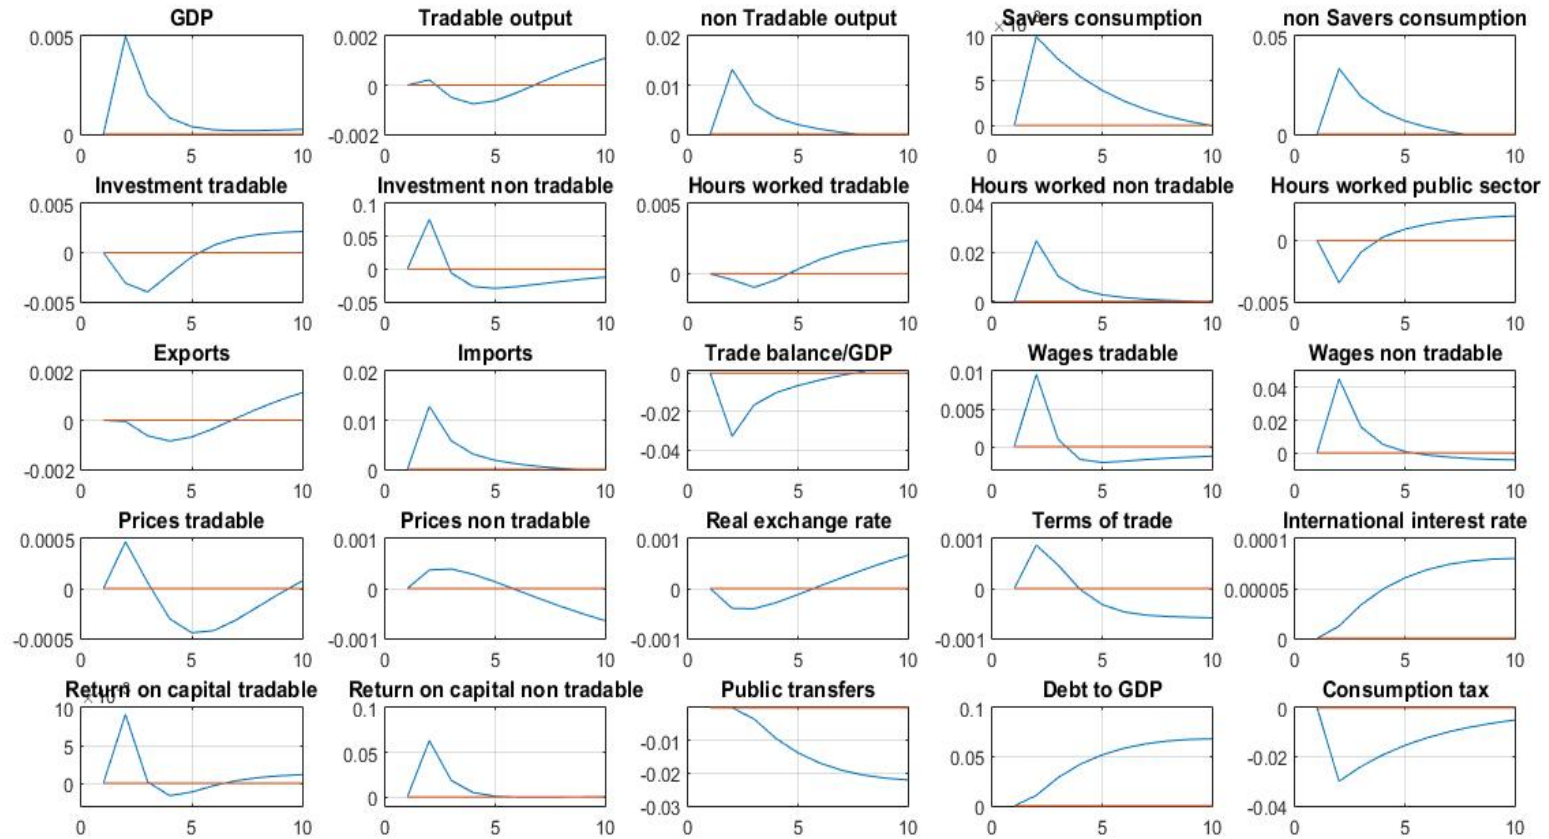 GDP
0.005
0
0 5 10
Tradable output
0.002
0
-0.002
0 5 10
non Tradable output
0.02
0.01
0
0 5 10
Savers consumption
× 10
10
5
0
0 5 10
non Savers consumption
0.05
0
0 5 10
Investment tradable
0.005
0
-0.005
0 5 10
Investment non tradable
0.1
0.05
0
-0.05
0 5 10
Hours worked tradable
0.005
0
0 5 10
Hours worked non tradable
0.04
0.02
0
0 5 10
Hours worked public sector
0
-0.005
0 5 10
Exports
0.002
0
-0.002
0 5 10
Imports
0.02
0.01
0
0 5 10
Trade balance/GDP
0
-0.02
-0.04
0 5 10
Wages tradable
0.01
0.005
0
0 5 10
Wages non tradable
0.04
0.02
0
0 5 10
Prices tradable
0.0005
0
-0.0005
0 5 10
Prices non tradable
0.001
0
-0.001
0 5 10
Real exchange rate
0.001
0
-0.001
0 5 10
Terms of trade
0.001
0
-0.001
0 5 10
International interest rate
0.0001
0.00005
0
0 5 10
Return on capital tradable
× 10
10
5
0
0 5 10
Return on capital non tradable
0.1
0.05
0
0 5 10
Public transfers
-0.01
-0.02
-0.03
0 5 10
Debt to GDP
0.1
0.05
0
0 5 10
Consumption tax
0
-0.02
-0.04
0 5 10